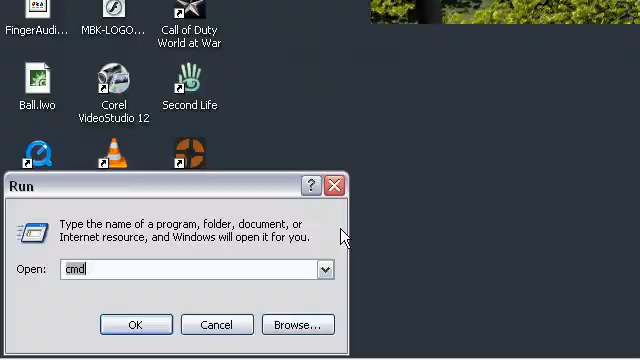 FingerAudi...
MBK-LOGO...
Call of Duty
World at War
Ball.lwo
Corel
VideoStudio 12
Second Life
Run
Type the name of a program, folder, document, or
Internet resource, and Windows will open it for you.
Open:
cmd
OK
Cancel
Browse...